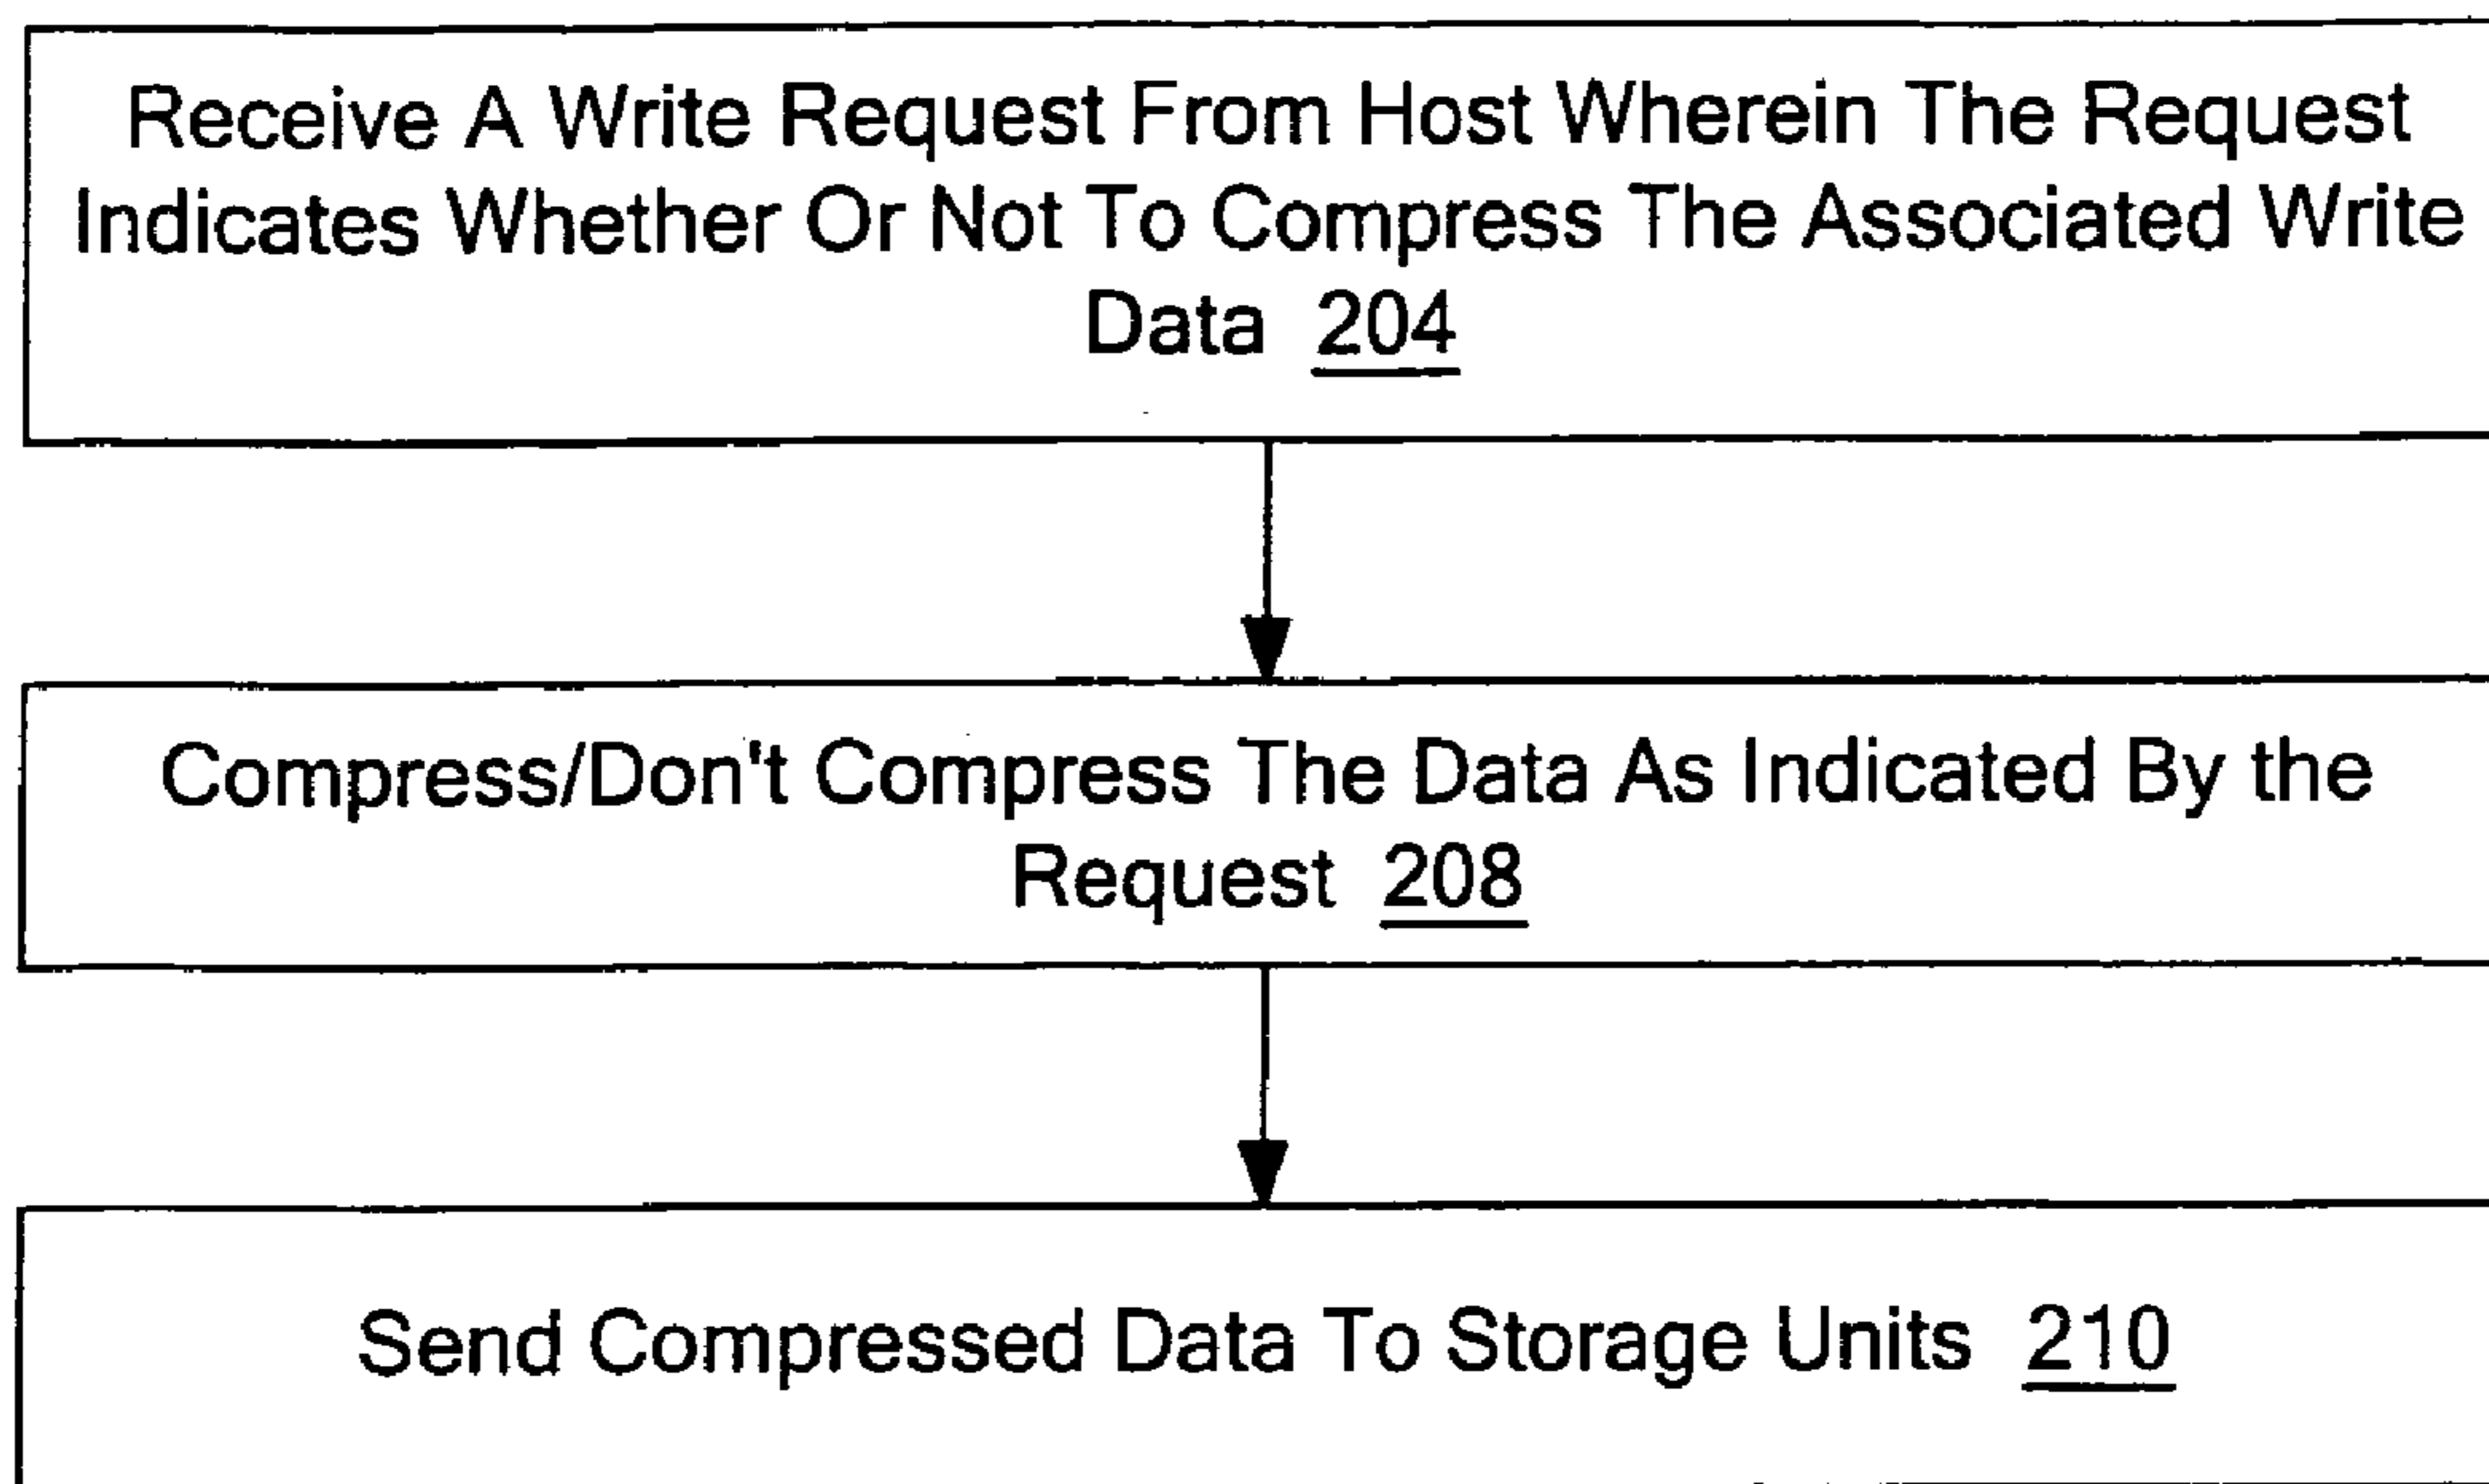 Receive A Write Request From Host Wherein The Request
Indicates Whether Or Not To Compress The Associated Write
Data 204
Compress/Don't Compress The Data As Indicated By the
Request 208
Send Compressed Data To Storage Units 210